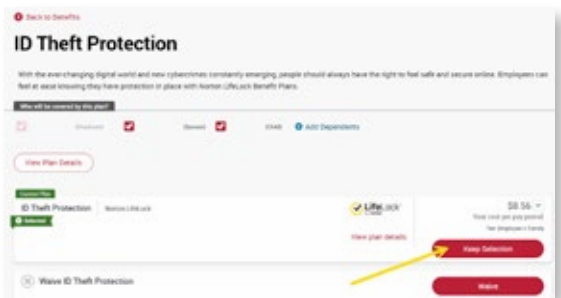 Back to Benefits
ID Theft Protection
With the ever-changing digital world and new cybercrimes constantly emerging, people should always have the right to feel safe and secure online. Employees can
feel at ease knowing they have protection in place with Norton LifeLock Benefit Plans.
Who will be covered by this plan?
Add Dependents
View Plan Details
Current Plan
ID Theft Protection Norton LifeLock
Selected
LifeLock
View plan details
$8.56
Your cost per pay period
Keep Selection
Waive ID Theft Protection
Waive